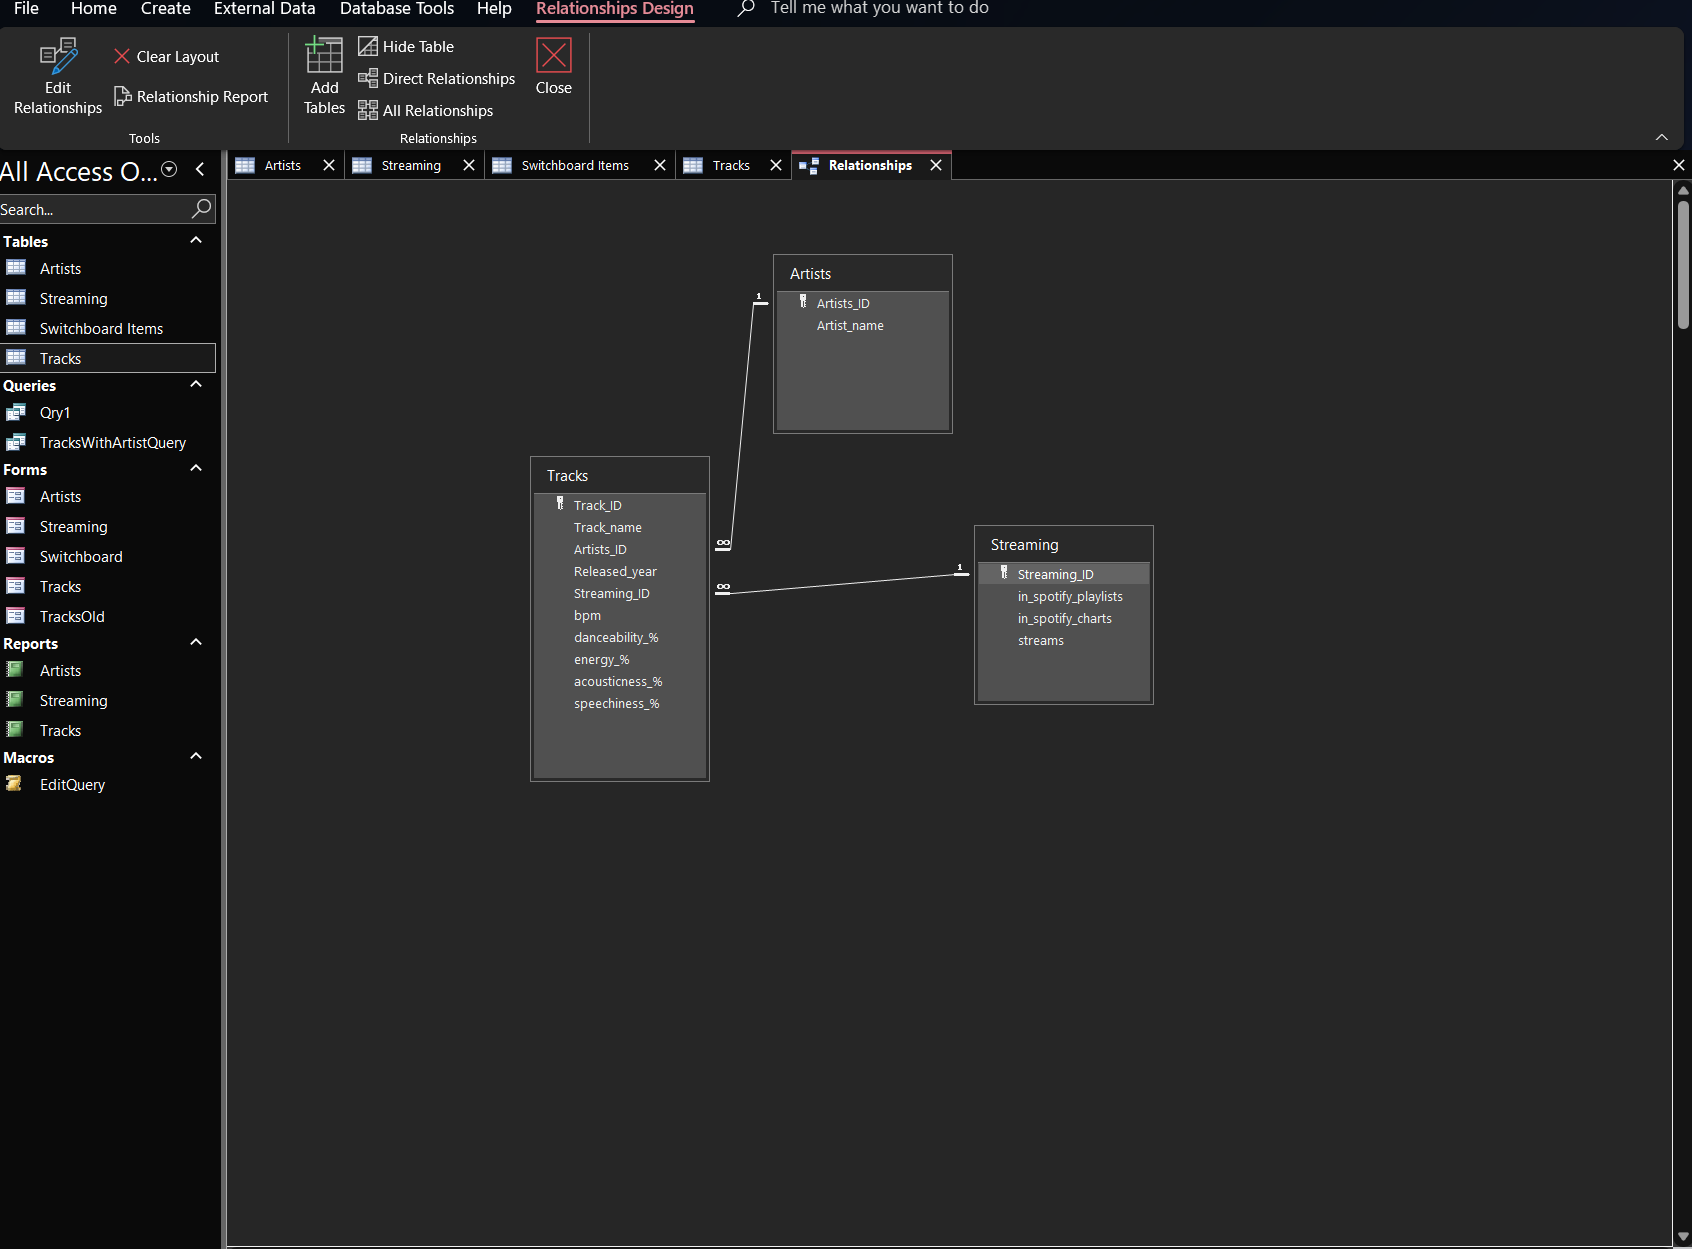 File Home Create External Data Database Tools Help Relationships Design Tell me what you want to do
Edit Relationships
Clear Layout
Relationship Report
Tools
Add Tables
Hide Table
Direct Relationships
All Relationships
Close
Relationships
All Access O...
Search...
Tables
Artists
Streaming
Switchboard Items
Tracks
Queries
Qry1
TracksWithArtistQuery
Forms
Artists
Streaming
Switchboard
Tracks
TracksOld
Reports
Artists
Streaming
Tracks
Macros
EditQuery
Artists Streaming Switchboard Items Tracks Relationships
Artists
Artists_ID
Artist_name
1
∞
Tracks
Track_ID
Track_name
Artists_ID
Released_year
Streaming_ID
bpm
danceability_%
energy_%
acousticness_%
speechiness_%
∞
1
Streaming
Streaming_ID
in_spotify_playlists
in_spotify_charts
streams